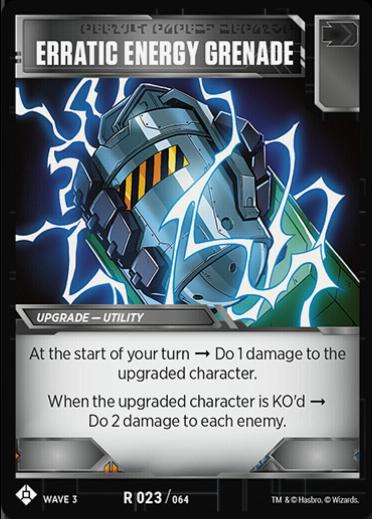 ERRATIC ENERGY GRENADE
UPGRADE — UTILITY
At the start of your turn → Do 1 damage to the
upgraded character.
When the upgraded character is KO'd →
Do 2 damage to each enemy.
WAVE 3 R 023/064 TM & © Hasbro. © Wizards.